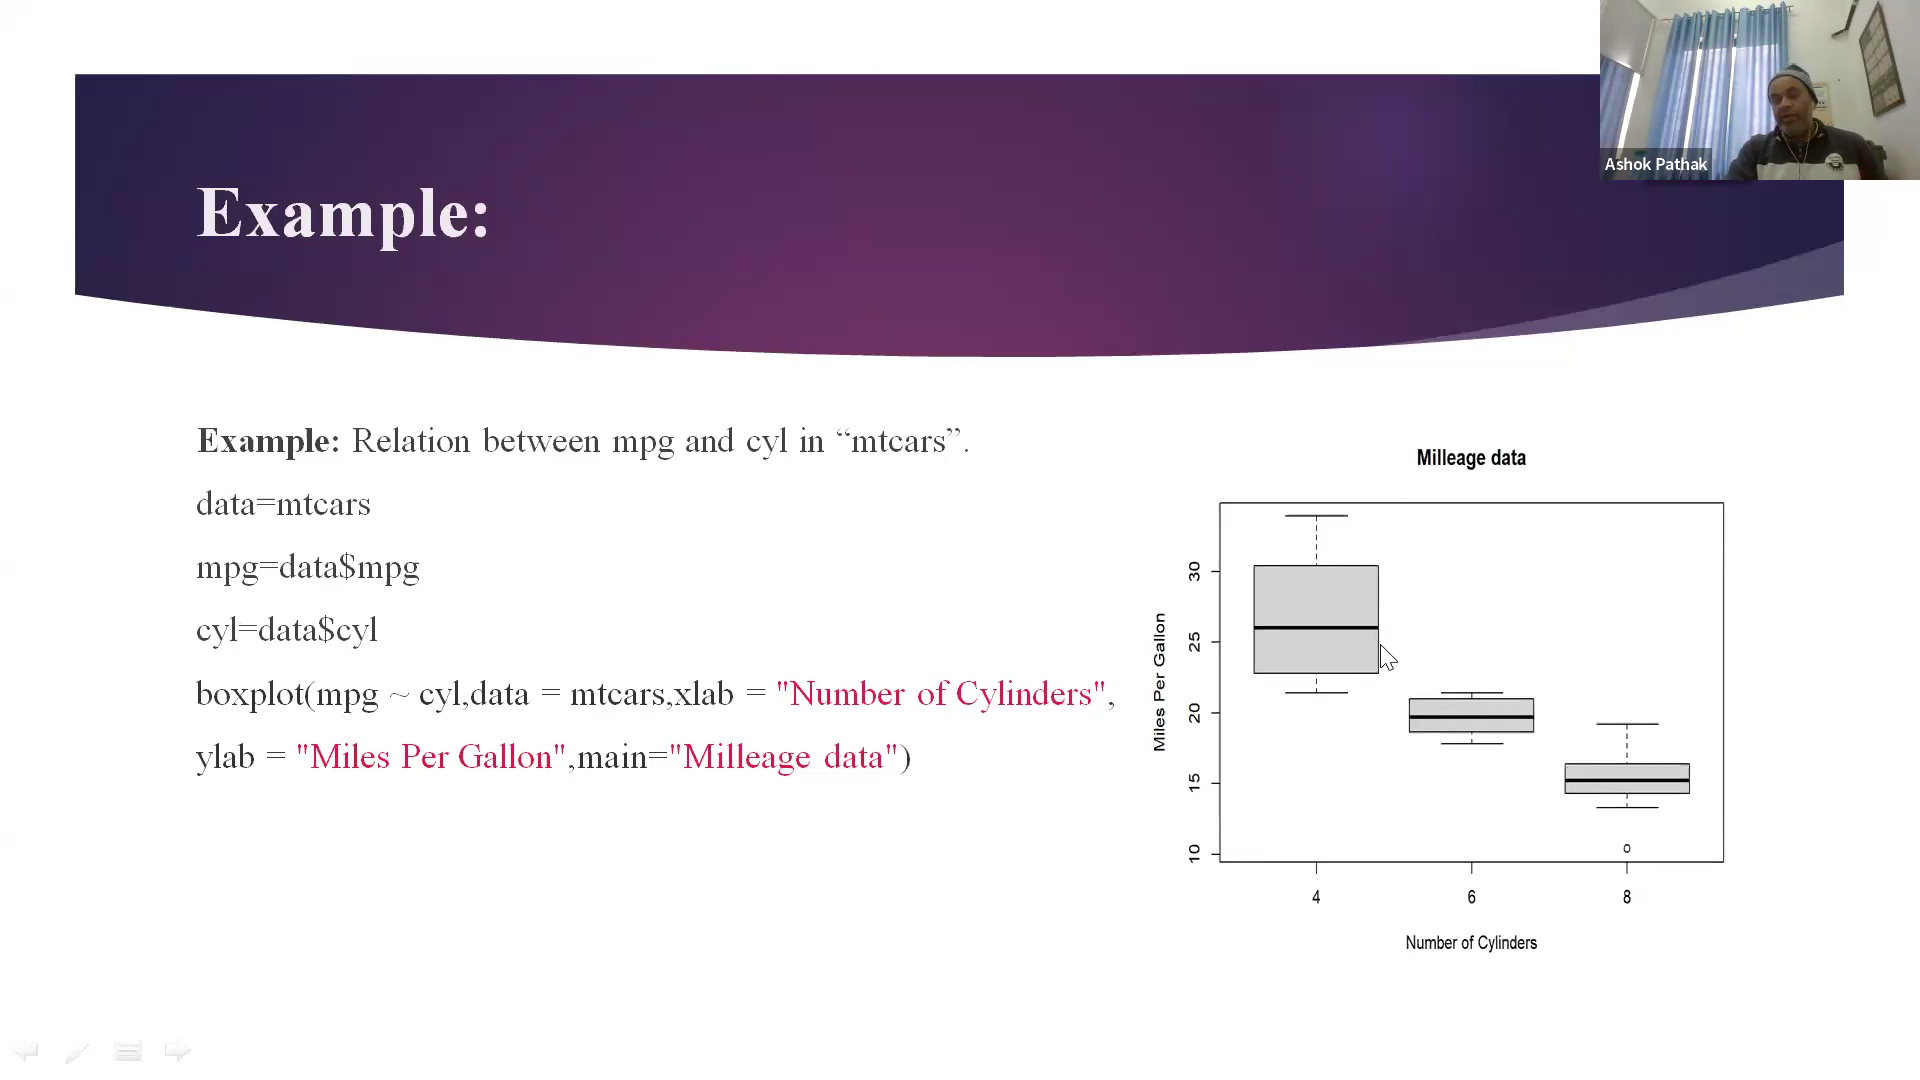 Ashok Pathak
Example:
Example: Relation between mpg and cyl in “mtcars”.
data=mtcars
mpg=data$mpg
cyl=data$cyl
boxplot(mpg ~ cyl,data = mtcars,xlab = "Number of Cylinders",
ylab = "Miles Per Gallon",main="Milleage data")
Milleage data
Miles Per Gallon
30
25
20
15
10
4 6 8
Number of Cylinders